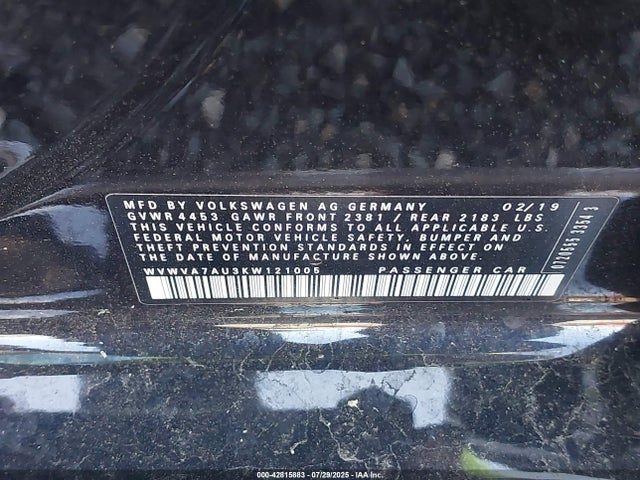 MFD BY VOLKSWAGEN AG GERMANY 02/19
GVWR 4453 GAWR FRONT 2381 / REAR 2183 LBS
THIS VEHICLE CONFORMS TO ALL APPLICABLE U.S.
FEDERAL MOTOR VEHICLE SAFETY, BUMPER AND
THEFT PREVENTION STANDARDS IN EFFECT ON
THE DATE OF MANUFACTURE SHOWN ABOVE.
WVWVA7AU3KW121005 PASSENGER CAR
000-42815883 - 07/29/2025 - IAAI.COM